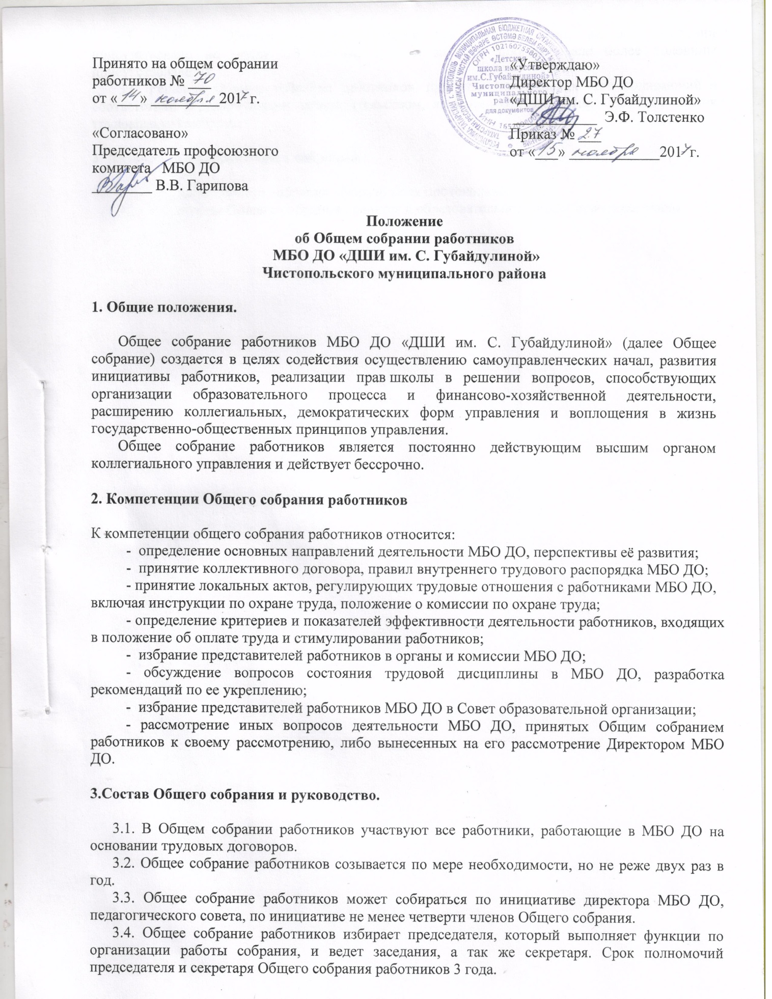 Принято на общем собрании
работников № 70
от «14» ноября 2017 г.
«Согласовано»
Председатель профсоюзного
комитета МБО ДО
В.В. Гарипова
«Детская
школа искусств
им.С.Губайдулиной»
Чистопольского
муниципального
района
для документов
«Утверждаю»
Директор МБО ДО
«ДШИ им. С. Губайдулиной»
Э.Ф. Толстенко
Приказ № 27
от «15» ноября 2017 г.
Положение
об Общем собрании работников
МБО ДО «ДШИ им. С. Губайдулиной»
Чистопольского муниципального района
1. Общие положения.
Общее собрание работников МБО ДО «ДШИ им. С. Губайдулиной» (далее Общее
собрание) создается в целях содействия осуществлению самоуправленческих начал, развития
инициативы работников, реализации прав школы в решении вопросов, способствующих
организации образовательного процесса и финансово-хозяйственной деятельности,
расширению коллегиальных, демократических форм управления и воплощения в жизнь
государственно-общественных принципов управления.
Общее собрание работников является постоянно действующим высшим органом
коллегиального управления и действует бессрочно.
2. Компетенции Общего собрания работников
К компетенции общего собрания работников относится:
- определение основных направлений деятельности МБО ДО, перспективы её развития;
- принятие коллективного договора, правил внутреннего трудового распорядка МБО ДО;
- принятие локальных актов, регулирующих трудовые отношения с работниками МБО ДО,
включая инструкции по охране труда, положение о комиссии по охране труда;
- определение критериев и показателей эффективности деятельности работников, входящих
в положение об оплате труда и стимулировании работников;
- избрание представителей работников в органы и комиссии МБО ДО;
- обсуждение вопросов состояния трудовой дисциплины в МБО ДО, разработка
рекомендаций по ее укреплению;
- избрание представителей работников МБО ДО в Совет образовательной организации;
- рассмотрение иных вопросов деятельности МБО ДО, принятых Общим собранием
работников к своему рассмотрению, либо вынесенных на его рассмотрение Директором МБО
ДО.
3.Состав Общего собрания и руководство.
3.1. В Общем собрании работников участвуют все работники, работающие в МБО ДО на
основании трудовых договоров.
3.2. Общее собрание работников созывается по мере необходимости, но не реже двух раз в
год.
3.3. Общее собрание работников может собираться по инициативе директора МБО ДО,
педагогического совета, по инициативе не менее четверти членов Общего собрания.
3.4. Общее собрание работников избирает председателя, который выполняет функции по
организации работы собрания, и ведет заседания, а так же секретаря. Срок полномочий
председателя и секретаря Общего собрания работников 3 года.